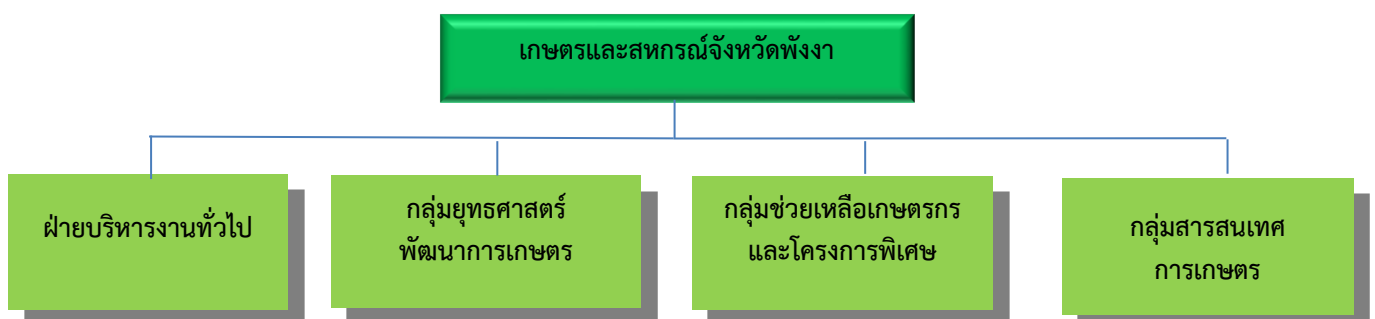 เกษตรและสหกรณ์จังหวัดพังงา
ฝ่ายบริหารงานทั่วไป
กลุ่มยุทธศาสตร์
พัฒนาการเกษตร
กลุ่มช่วยเหลือเกษตรกร
และโครงการพิเศษ
กลุ่มสารสนเทศ
การเกษตร